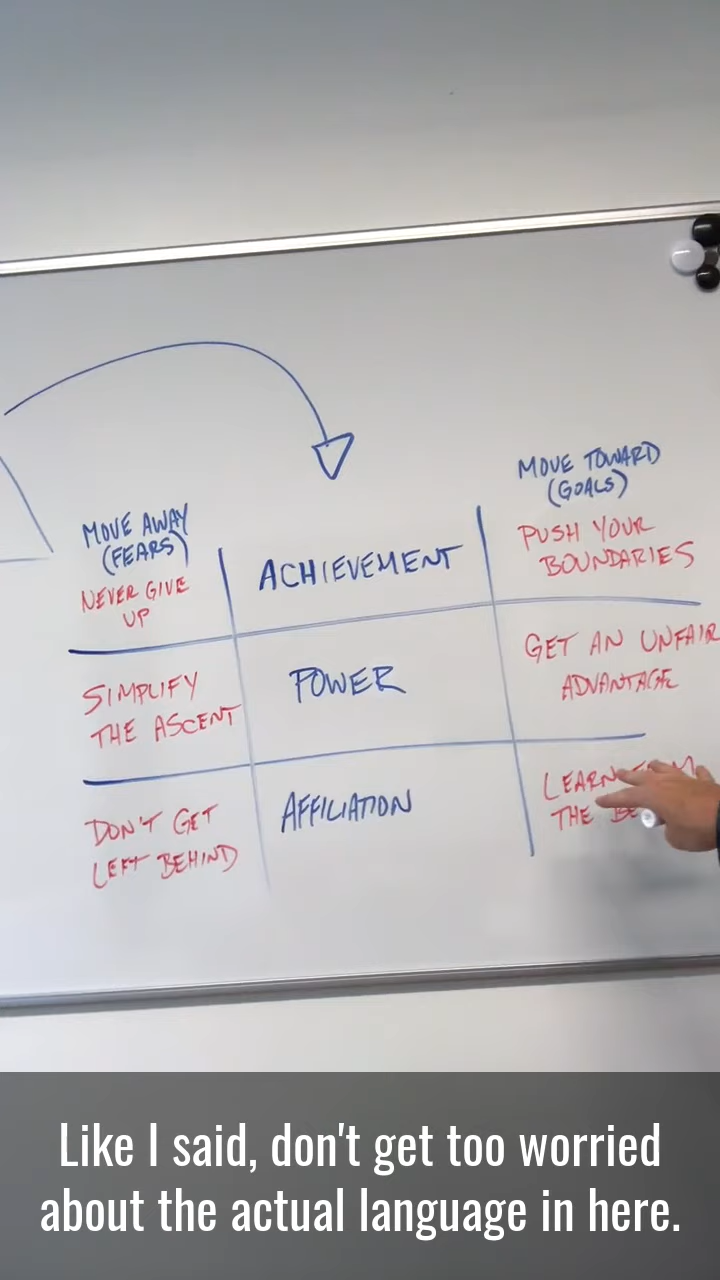 MOVE AWAY
(FEARS)
NEVER GIVE
UP
ACHIEVEMENT
MOVE TOWARD
(GOALS)
PUSH YOUR
BOUNDARIES
SIMPLIFY
THE ASCENT
POWER
GET AN UNFAIR
ADVANTAGE
DON'T GET
LEFT BEHIND
AFFILIATION
LEARN
THE
Like I said, don't get too worried
about the actual language in here.